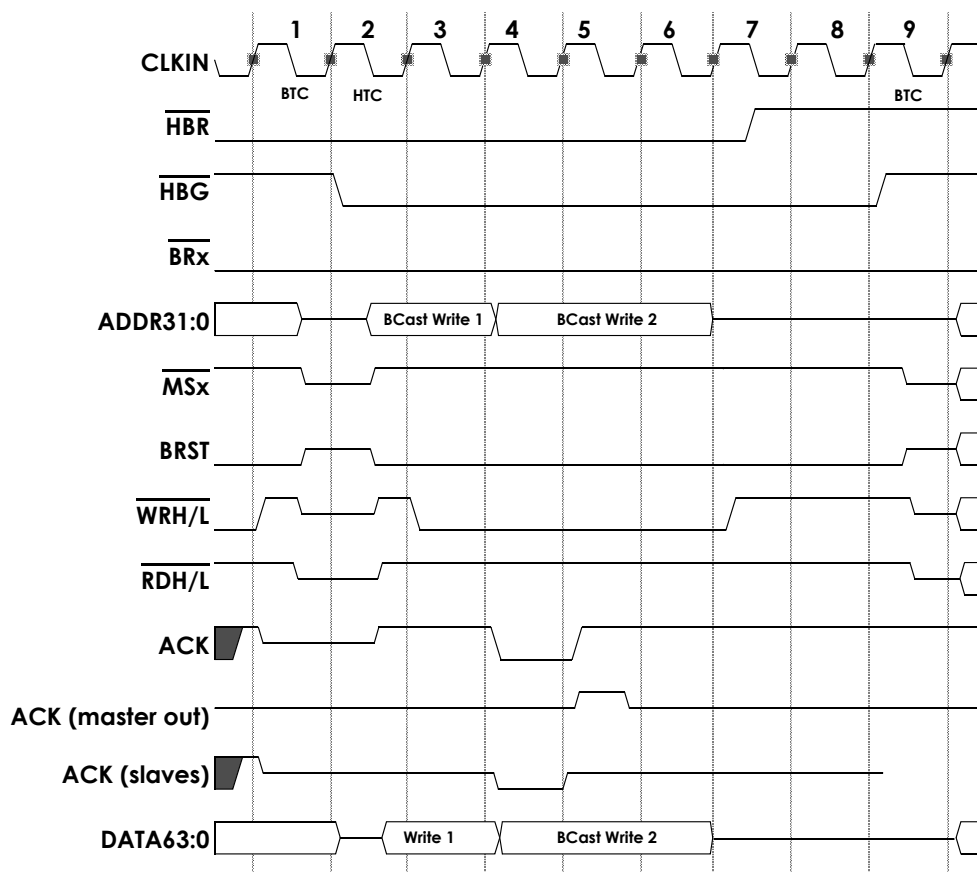 1 2 3 4 5 6 7 8 9
CLKIN
BTC HTC BTC
HBR
HBG
BRx
ADDR31:0 BCast Write 1 BCast Write 2
MSx
BRST
WRH/L
RDH/L
ACK
ACK (master out)
ACK (slaves)
DATA63:0 Write 1 BCast Write 2